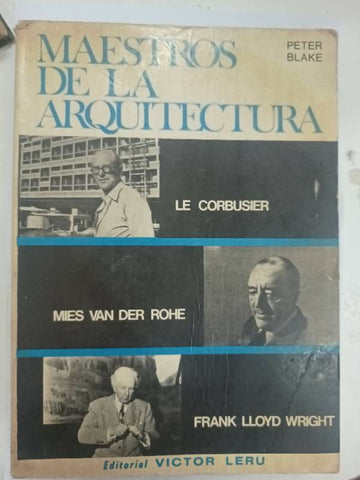 MAESTROS
DE LA
ARQUITECTURA
PETER
BLAKE
LE CORBUSIER
MIES VAN DER ROHE
FRANK LLOYD WRIGHT
Editorial VICTOR LERU